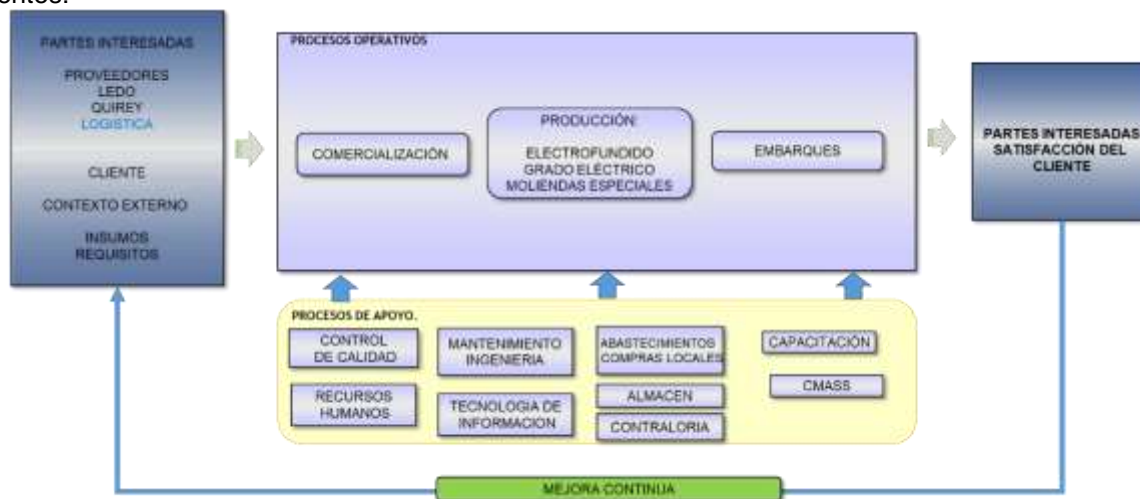 PARTES INTERESADAS
PROVEEDORES
LEDO
QUIREY
LOGISTICA
CLIENTE
CONTEXTO EXTERNO
INSUMOS
REQUISITOS
PROCESOS OPERATIVOS
COMERCIALIZACIÓN
PRODUCCIÓN:
ELECTROFUNDIDO
GRADO ELÉCTRICO
MOLIENDAS ESPECIALES
EMBARQUES
PARTES INTERESADAS
SATISFACCIÓN DEL
CLIENTE
PROCESOS DE APOYO.
CONTROL
DE CALIDAD
MANTENIMIENTO
INGENIERIA
ABASTECIMIENTOS
COMPRAS LOCALES
CAPACITACIÓN
RECURSOS
HUMANOS
TECNOLOGIA DE
INFORMACION
ALMACEN
CONTRALORIA
CMASS
MEJORA CONTINUA